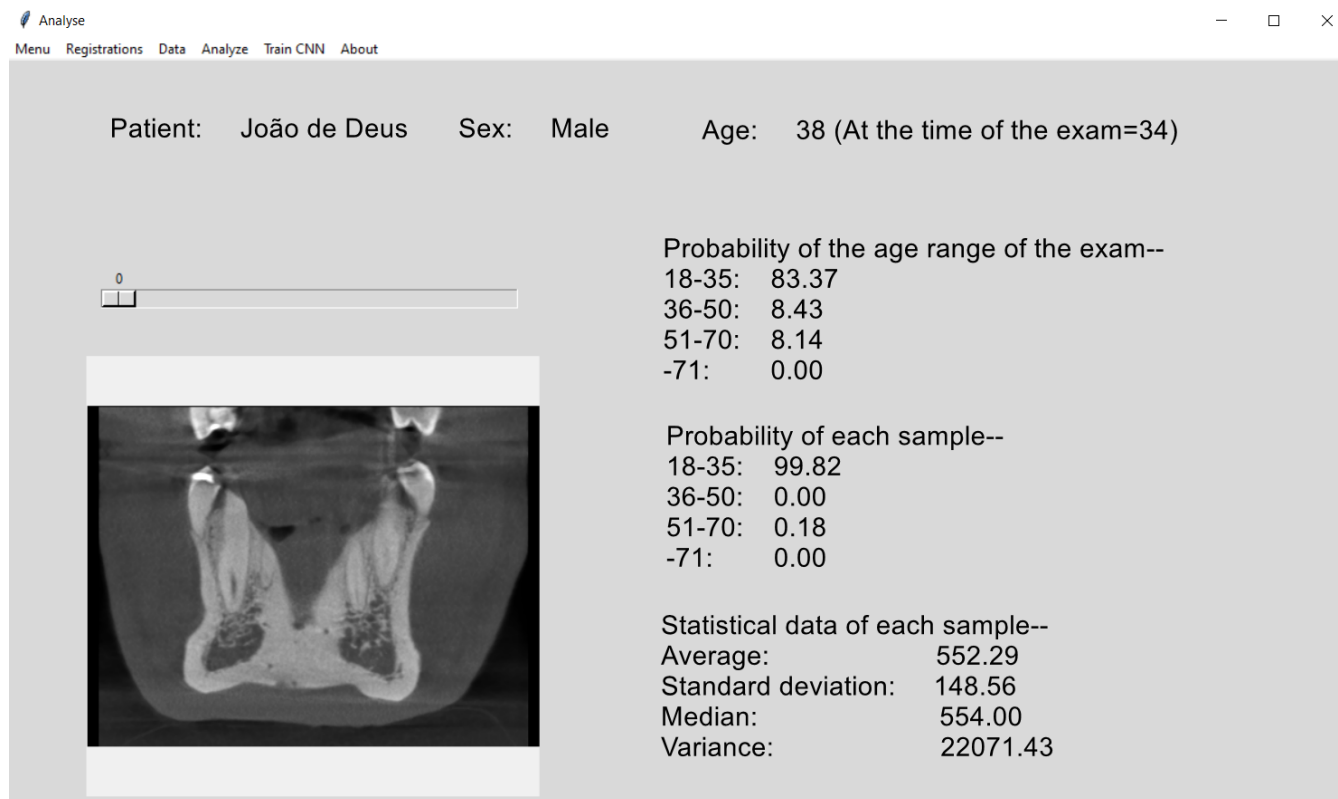 Analyse
Menu Registrations Data Analyze Train CNN About
Patient: João de Deus Sex: Male Age: 38 (At the time of the exam=34)
0
Probability of the age range of the exam--
18-35: 83.37
36-50: 8.43
51-70: 8.14
-71: 0.00
Probability of each sample--
18-35: 99.82
36-50: 0.00
51-70: 0.18
-71: 0.00
Statistical data of each sample--
Average: 552.29
Standard deviation: 148.56
Median: 554.00
Variance: 22071.43